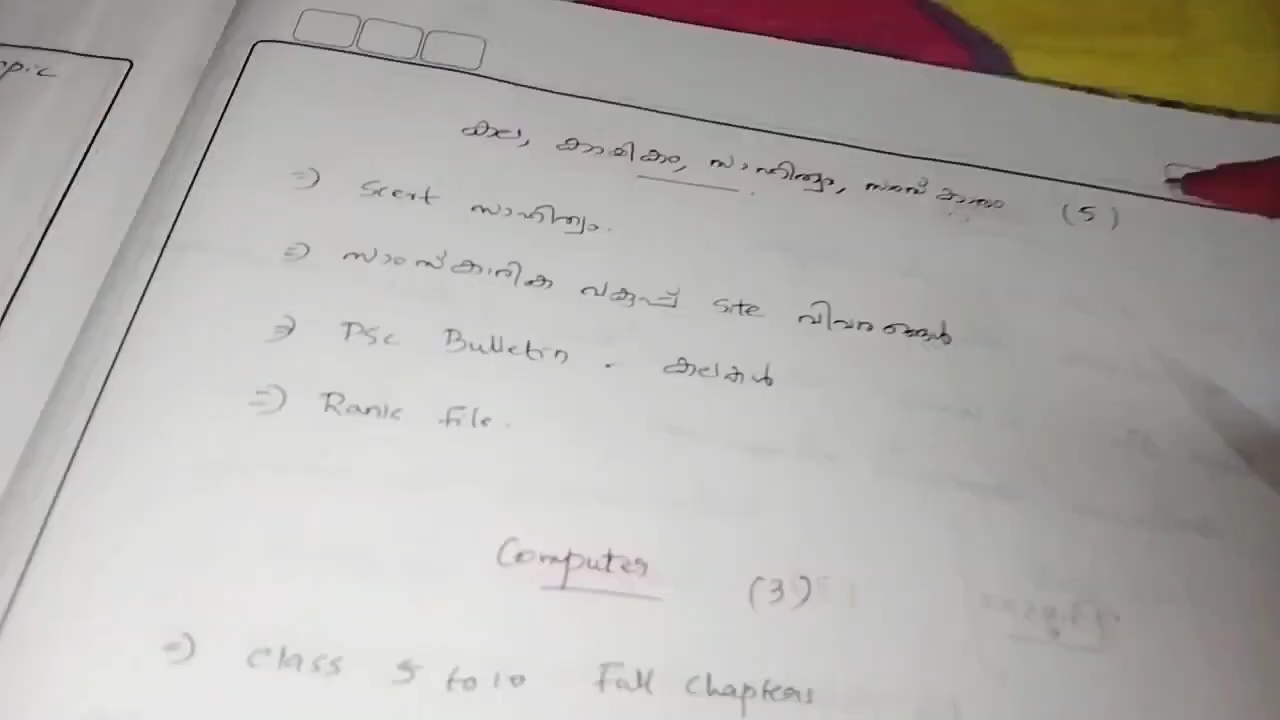 opic
കല, കായികം, സാഹിത്യം, സംസ്കാരം (5)
⇒ Scert സാഹിത്യം.
⇒ സാംസ്കാരിക വകുപ്പ് Site വിവരങ്ങൾ
⇒ PSC Bulletin . കലകൾ
⇒ Rank file.
Computer (3)
⇒ Class 5 to 10 Full Chapters